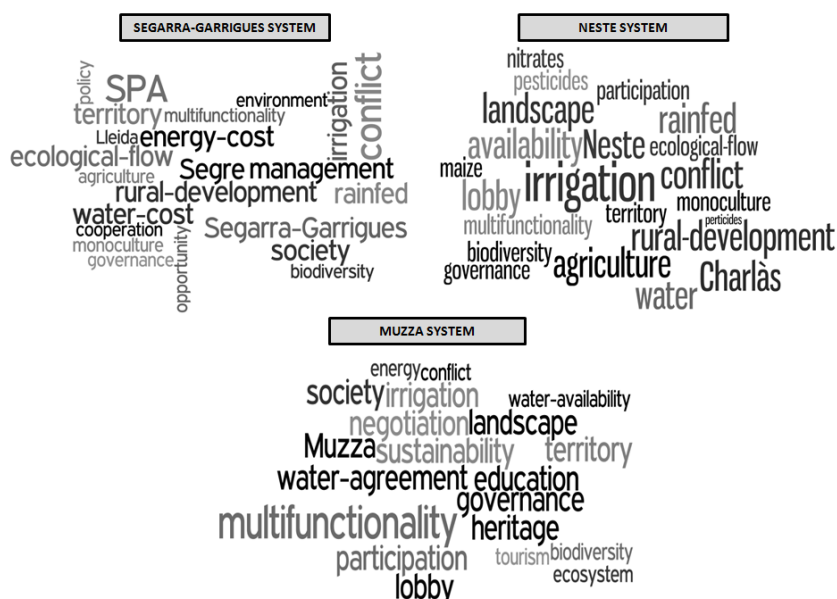 SEGARRA-GARRIGUES SYSTEM
policy
SPA
territory
multifunctionality
environment
irrigation
conflict
Lleida
energy-cost
ecological-flow
agriculture
Segre
management
rural-development
rainfed
water-cost
cooperation
Segarra-Garrigues
monoculture
society
governance
opportunity
biodiversity
NESTE SYSTEM
nitrates
pesticides
participation
landscape
rainfed
availability
Neste
ecological-flow
maize
irrigation
conflict
lobby
monoculture
territory
perticides
multifunctionality
rural-development
biodiversity
governance
agriculture
Charlàs
water
MUZZA SYSTEM
energy
conflict
society
irrigation
water-availability
negotiation
landscape
Muzza
sustainability
territory
water-agreement
education
governance
multifunctionality
heritage
participation
tourism
biodiversity
ecosystem
lobby